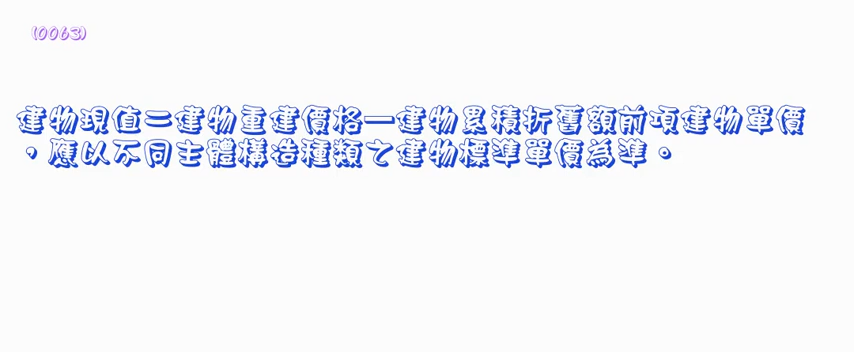 (0063)
建物現值＝建物重建價格－建物累積折舊額前項建物單價
，應以不同主體構造種類之建物標準單價為準。